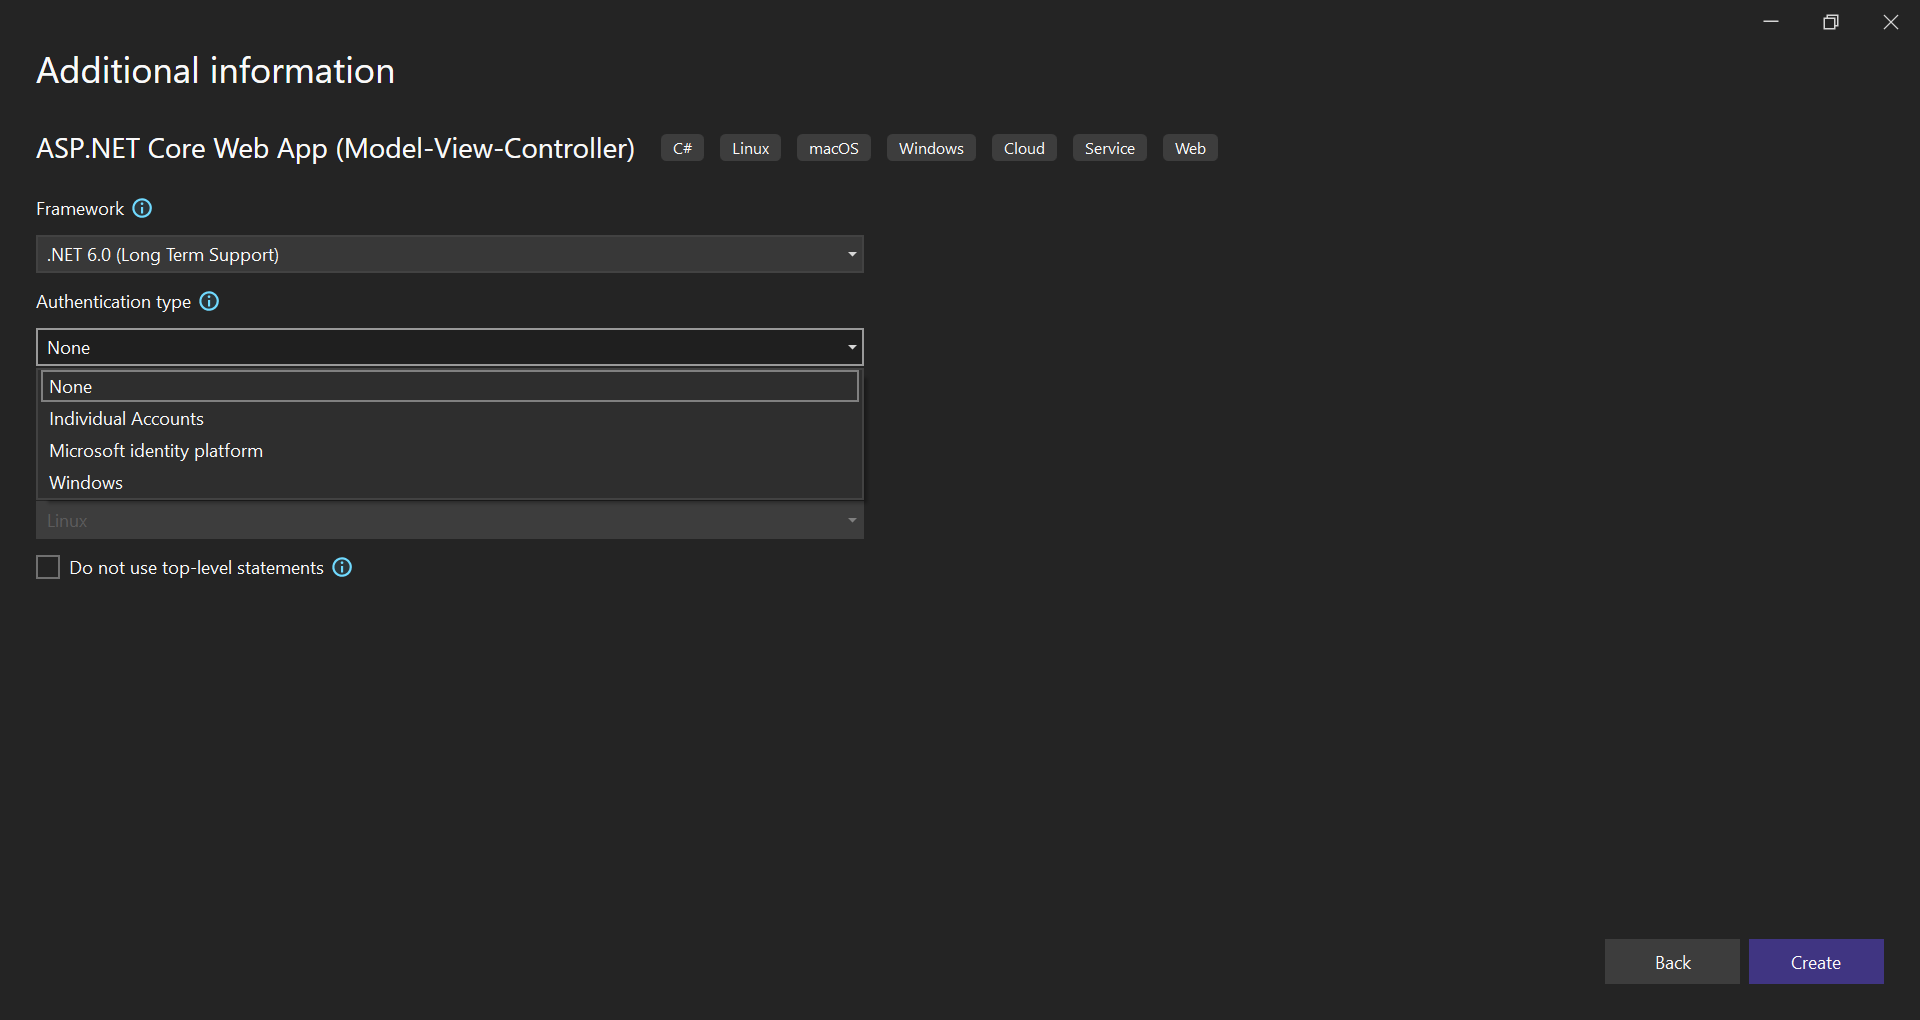 Additional information
ASP.NET Core Web App (Model-View-Controller) C# Linux macOS Windows Cloud Service Web
Framework
.NET 6.0 (Long Term Support)
Authentication type
None
None
Individual Accounts
Microsoft identity platform
Windows
Linux
Do not use top-level statements
Back Create